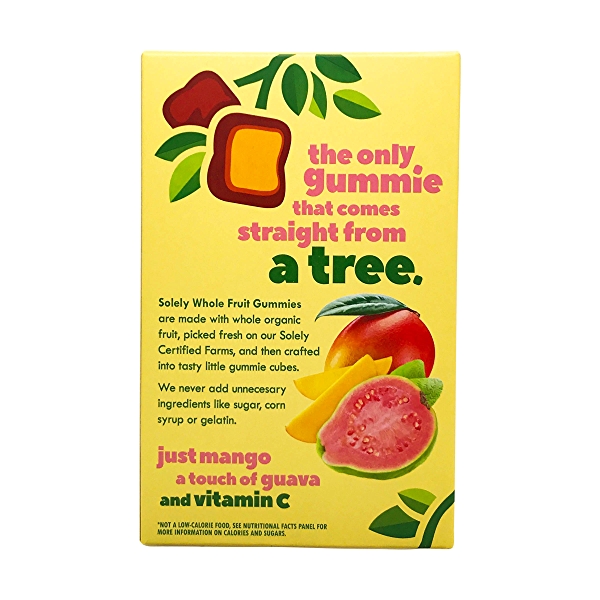 the only
gummie
that comes
straight from
a tree.
Solely Whole Fruit Gummies
are made with whole organic
fruit, picked fresh on our Solely
Certified Farms, and then crafted
into tasty little gummie cubes.
We never add unnecesary
ingredients like sugar, corn
syrup or gelatin.
just mango
a touch of guava
and vitamin C
*NOT A LOW-CALORIE FOOD, SEE NUTRITIONAL FACTS PANEL FOR
MORE INFORMATION ON CALORIES AND SUGARS.